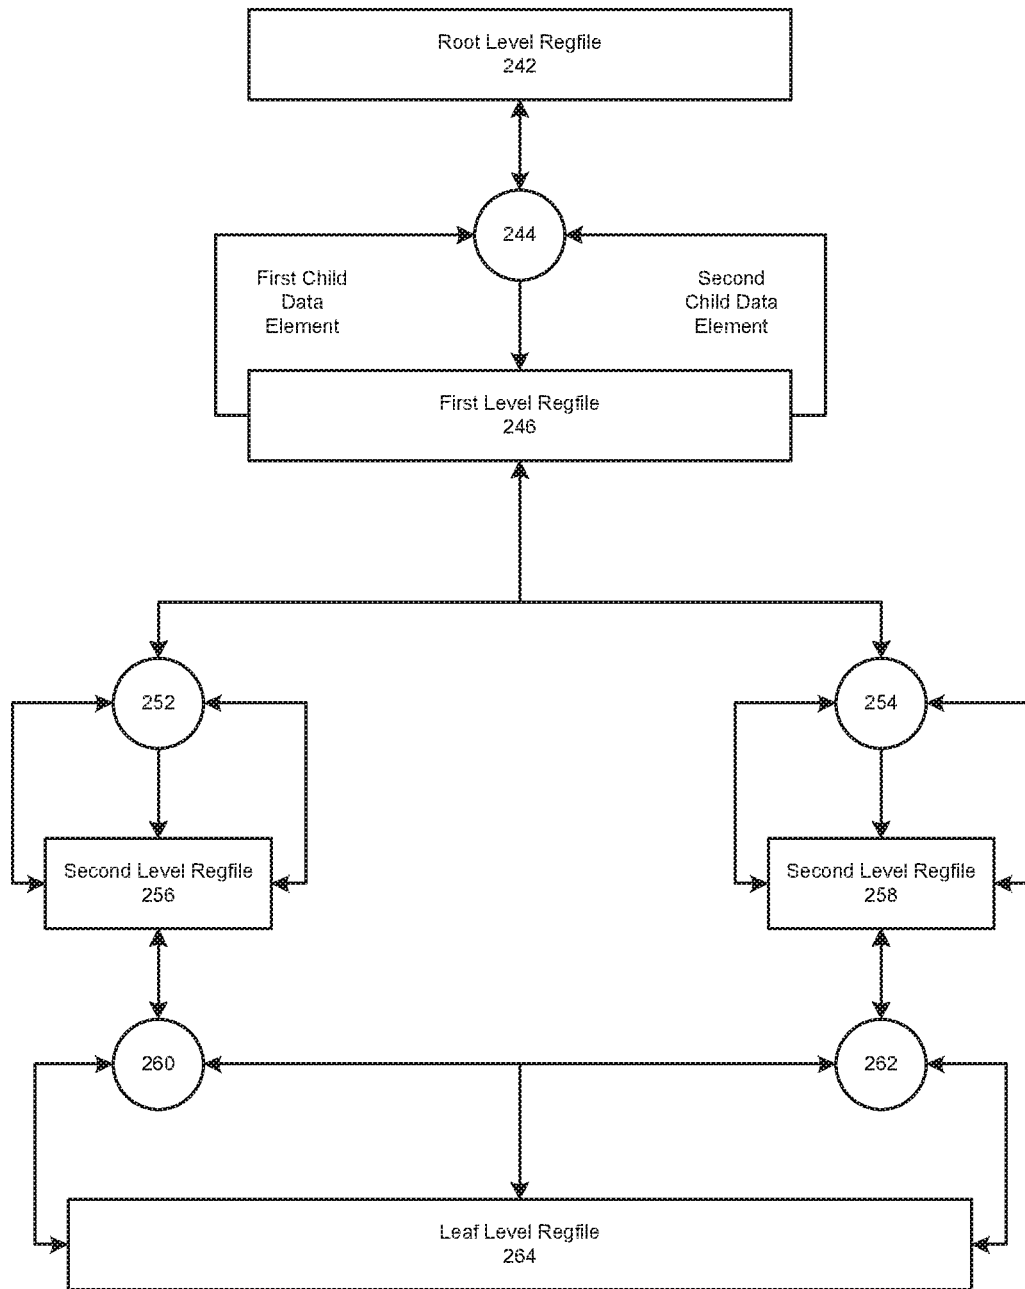 Root Level Regfile
242
244
First Child
Data
Element
Second
Child Data
Element
First Level Regfile
246
252
254
Second Level Regfile
256
Second Level Regfile
258
260
262
Leaf Level Regfile
264